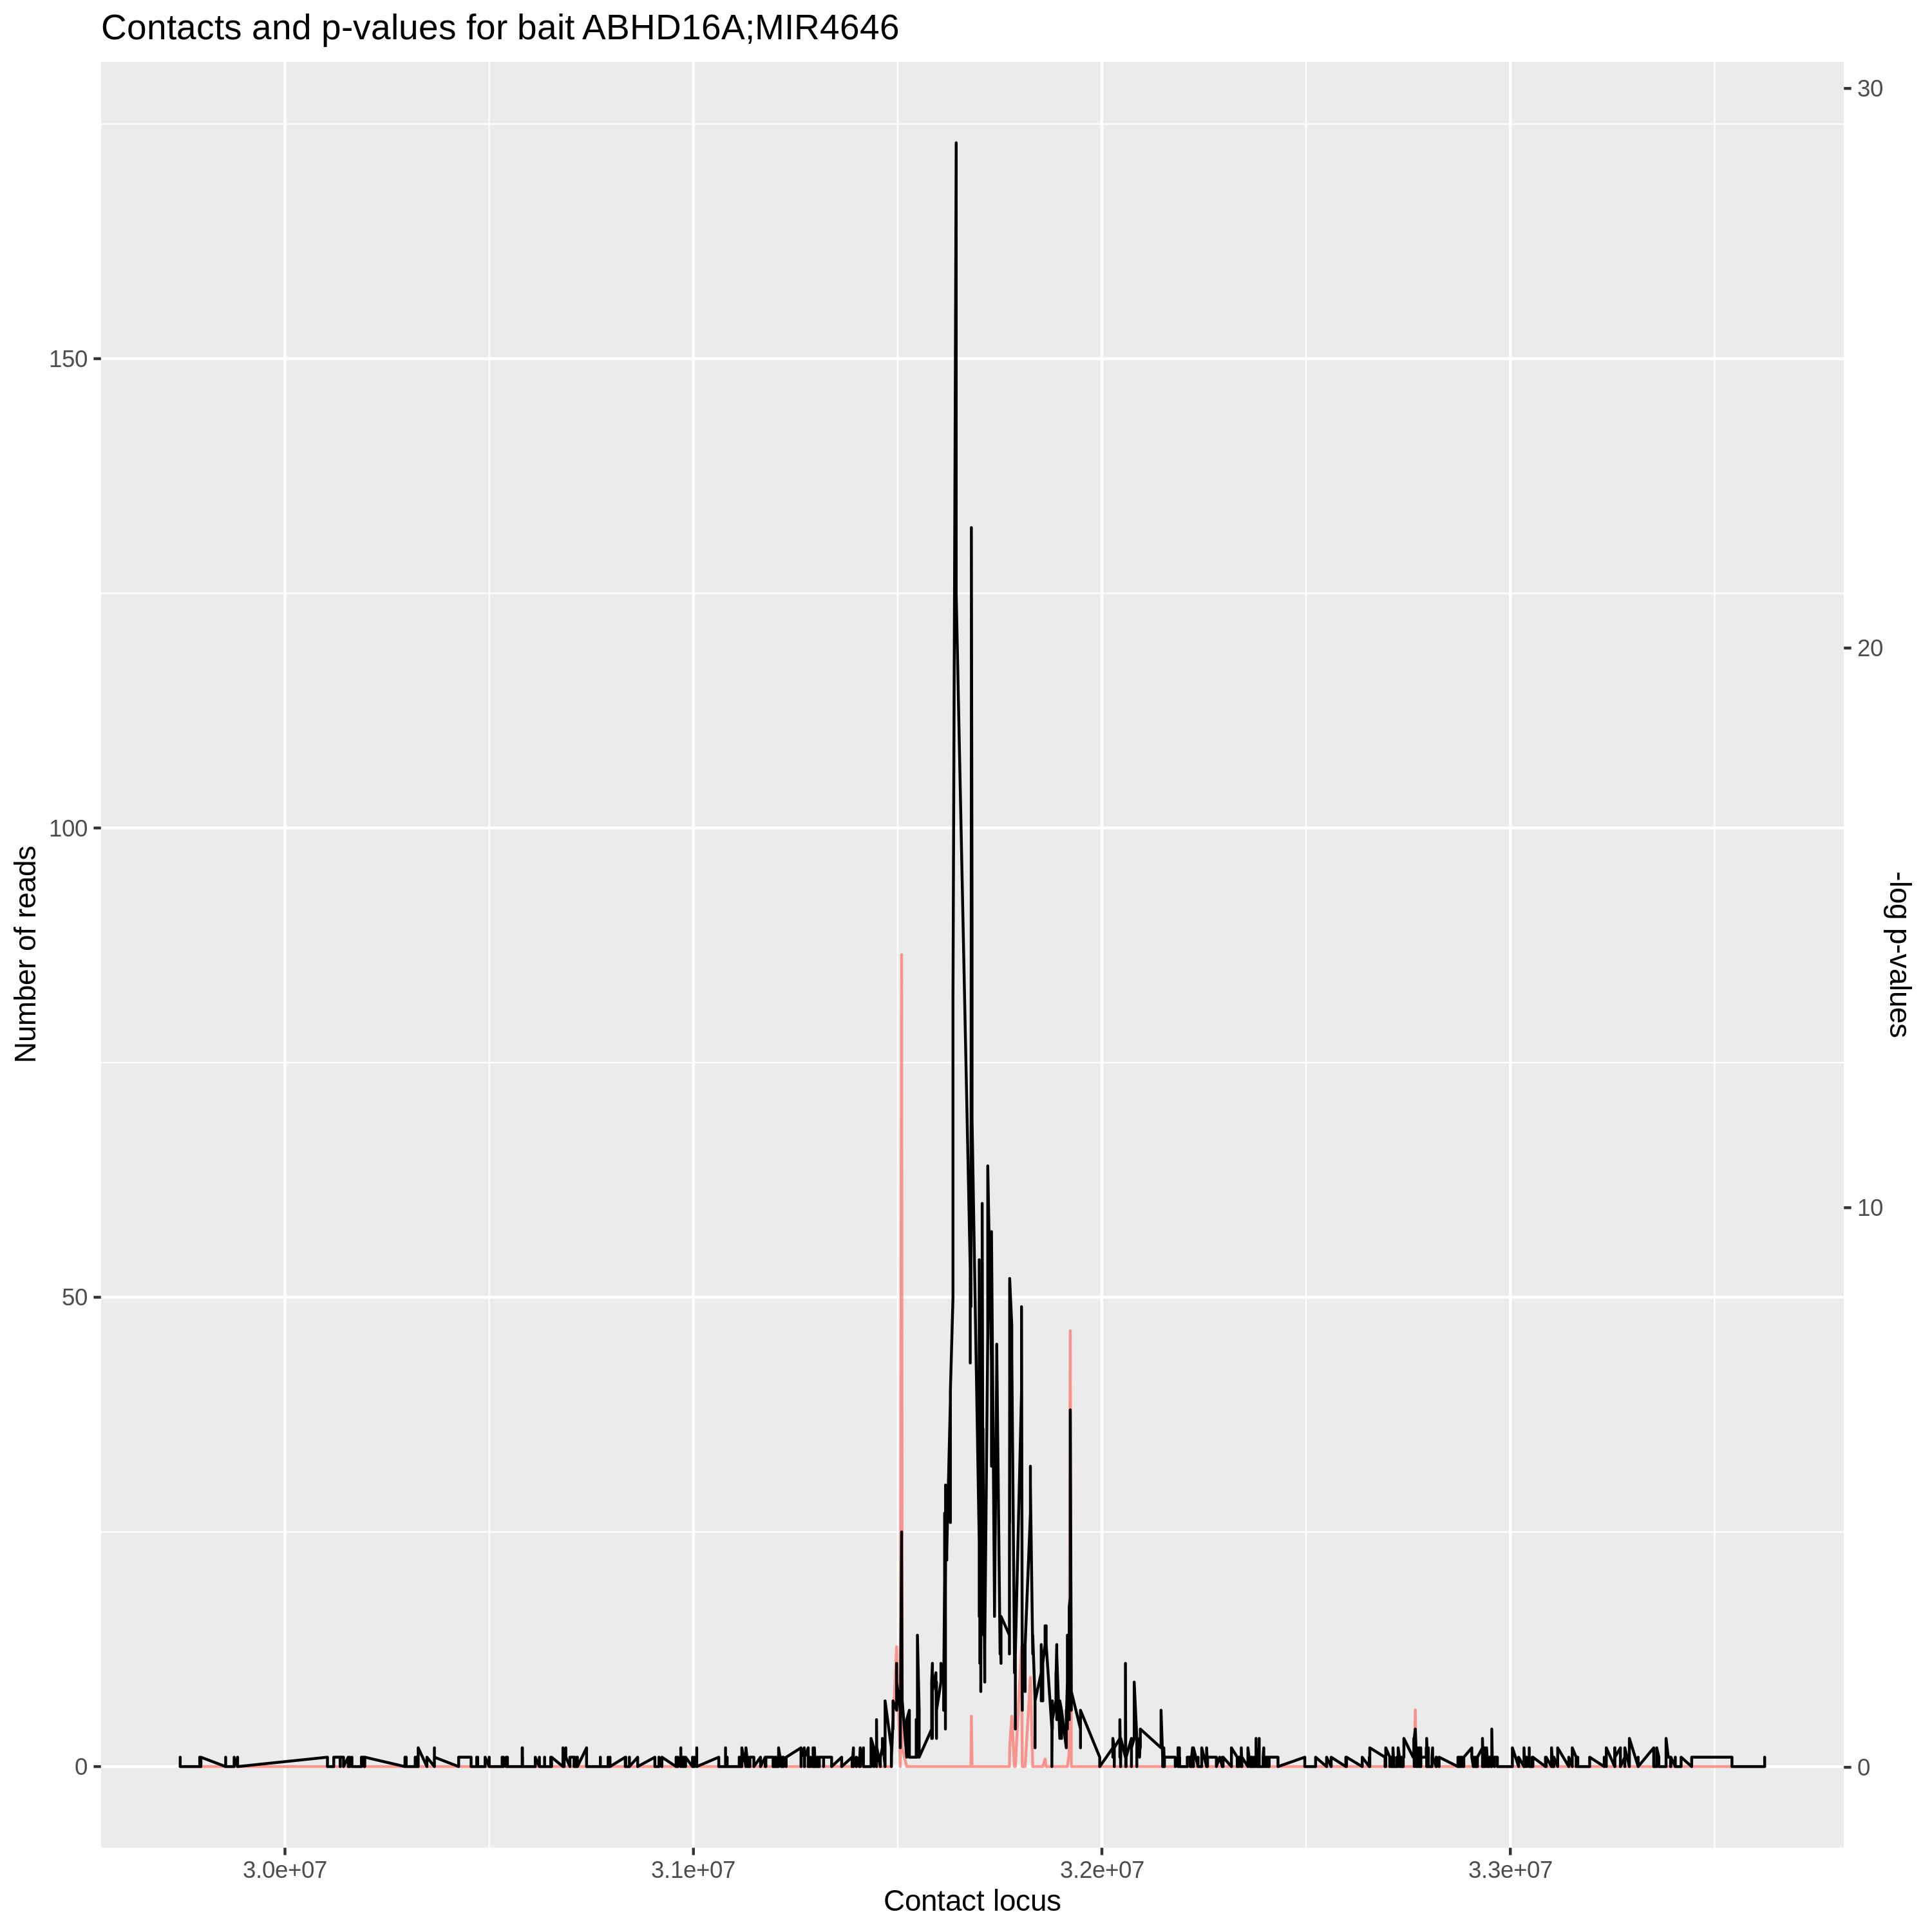 Contacts and p-values for bait ABHD16A;MIR4646
30
150
20
100
Number of reads
-log p-values
10
50
0
0
3.0e+07
3.1e+07
3.2e+07
3.3e+07
Contact locus